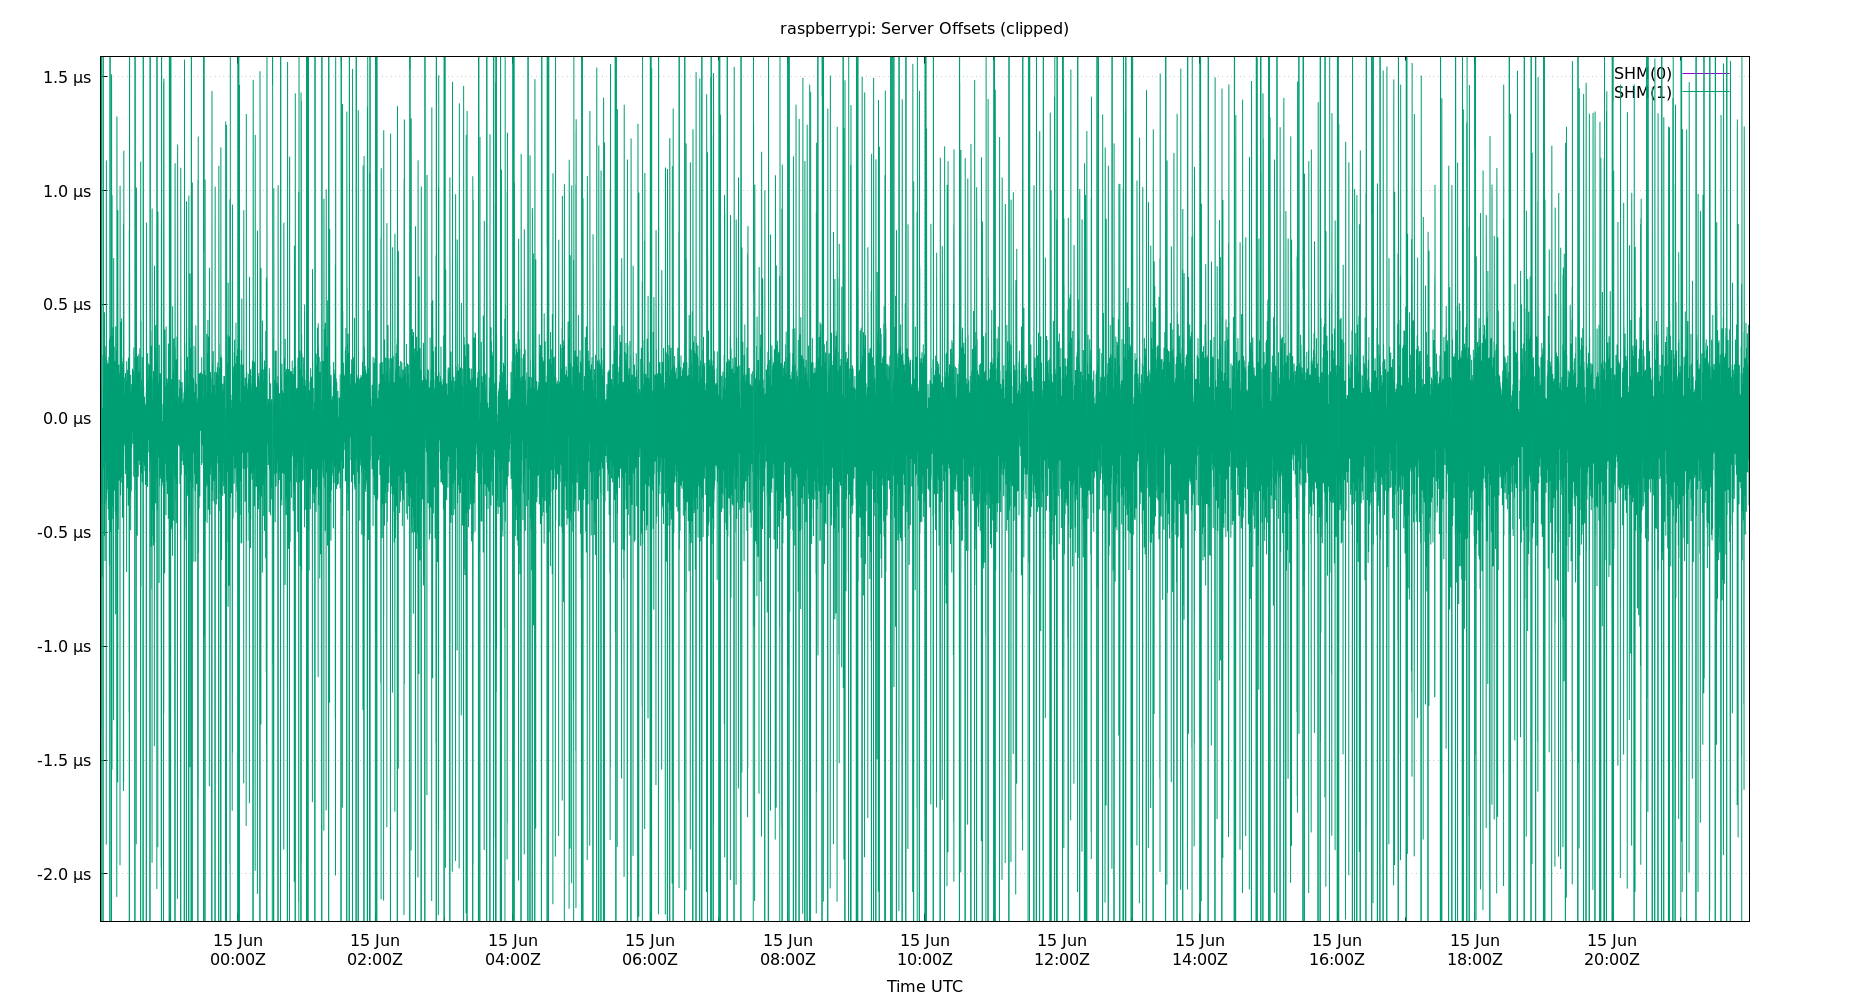 raspberrypi: Server Offsets (clipped)
SHM(0)
SHM(1)
1.5 µs
1.0 µs
0.5 µs
0.0 µs
-0.5 µs
-1.0 µs
-1.5 µs
-2.0 µs
15 Jun 15 Jun 15 Jun 15 Jun 15 Jun 15 Jun 15 Jun 15 Jun 15 Jun 15 Jun 15 Jun
00:00Z 02:00Z 04:00Z 06:00Z 08:00Z 10:00Z 12:00Z 14:00Z 16:00Z 18:00Z 20:00Z
Time UTC